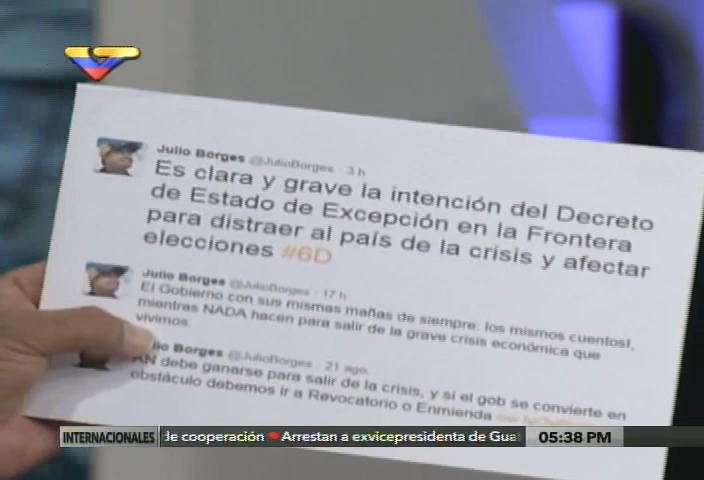 Julio Borges @JulioBorges · 3 h
Es clara y grave la intención del Decreto
de Estado de Excepción en la Frontera
para distraer al país de la crisis y afectar
elecciones #6D
Julio Borges @JulioBorges · 17 h
El Gobierno con sus mismas mañas de siempre: los mismos cuentos!,
mientras NADA hacen para salir de la grave crisis económica que
vivimos.
lio Borges @JulioBorges · 21 ago.
AN debe ganarse para salir de la crisis, y si el gob se convierte en
obstáculo debemos ir a Revocatorio o Enmienda
INTERNACIONALES de cooperación Arrestan a exvicepresidenta de Gua 05:38 PM